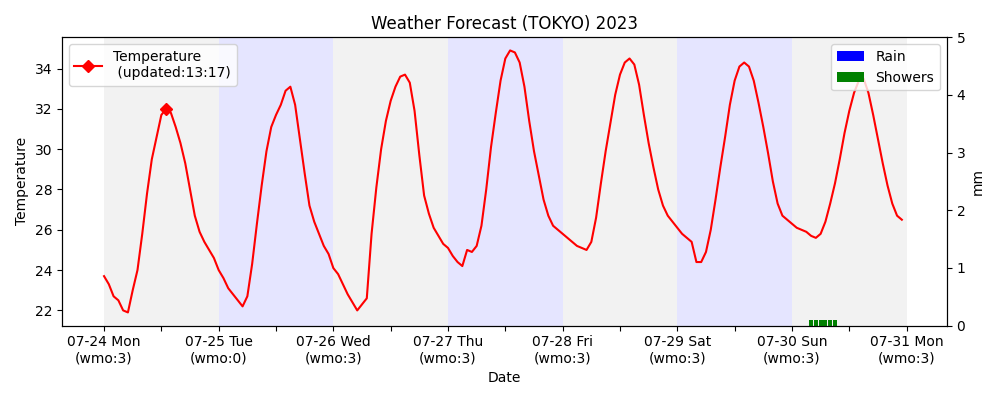 Weather Forecast (TOKYO) 2023
Temperature
(updated:13:17)
Rain
Showers
Temperature
34
32
30
28
26
24
22
5
4
3
2
1
0
mm
07-24 Mon 07-25 Tue 07-26 Wed 07-27 Thu 07-28 Fri 07-29 Sat 07-30 Sun 07-31 Mon
(wmo:3) (wmo:0) (wmo:3) (wmo:3) (wmo:3) (wmo:3) (wmo:3) (wmo:3)
Date